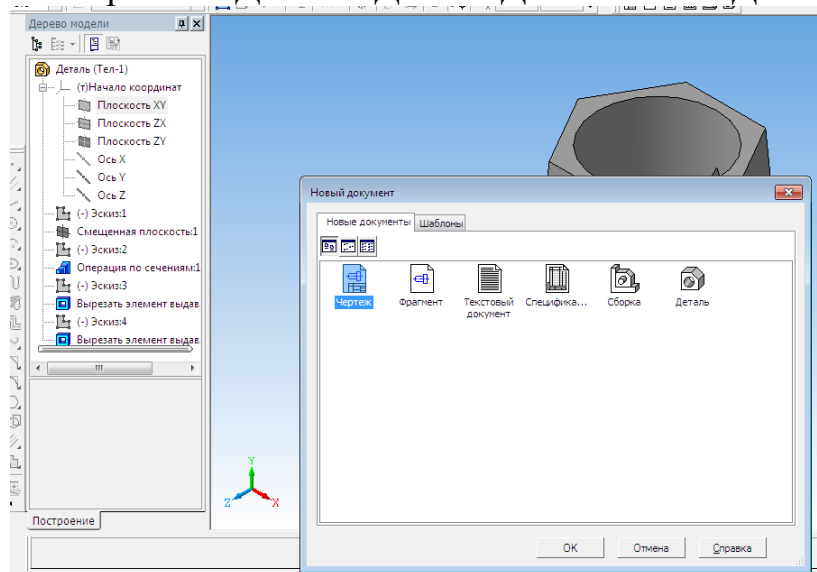 Дерево модели
Деталь (Тел-1)
(т)Начало координат
Плоскость XY
Плоскость ZX
Плоскость ZY
Ось X
Ось Y
Ось Z
(-) Эскиз:1
Смещенная плоскость:1
(-) Эскиз:2
Операция по сечениям:1
(-) Эскиз:3
Вырезать элемент выдав
(-) Эскиз:4
Вырезать элемент выдав
Построение
Y
Z
X
Новый документ
Новые документы
Шаблоны
Чертеж
Фрагмент
Текстовый
документ
Специфика...
Сборка
Деталь
OK
Отмена
Справка